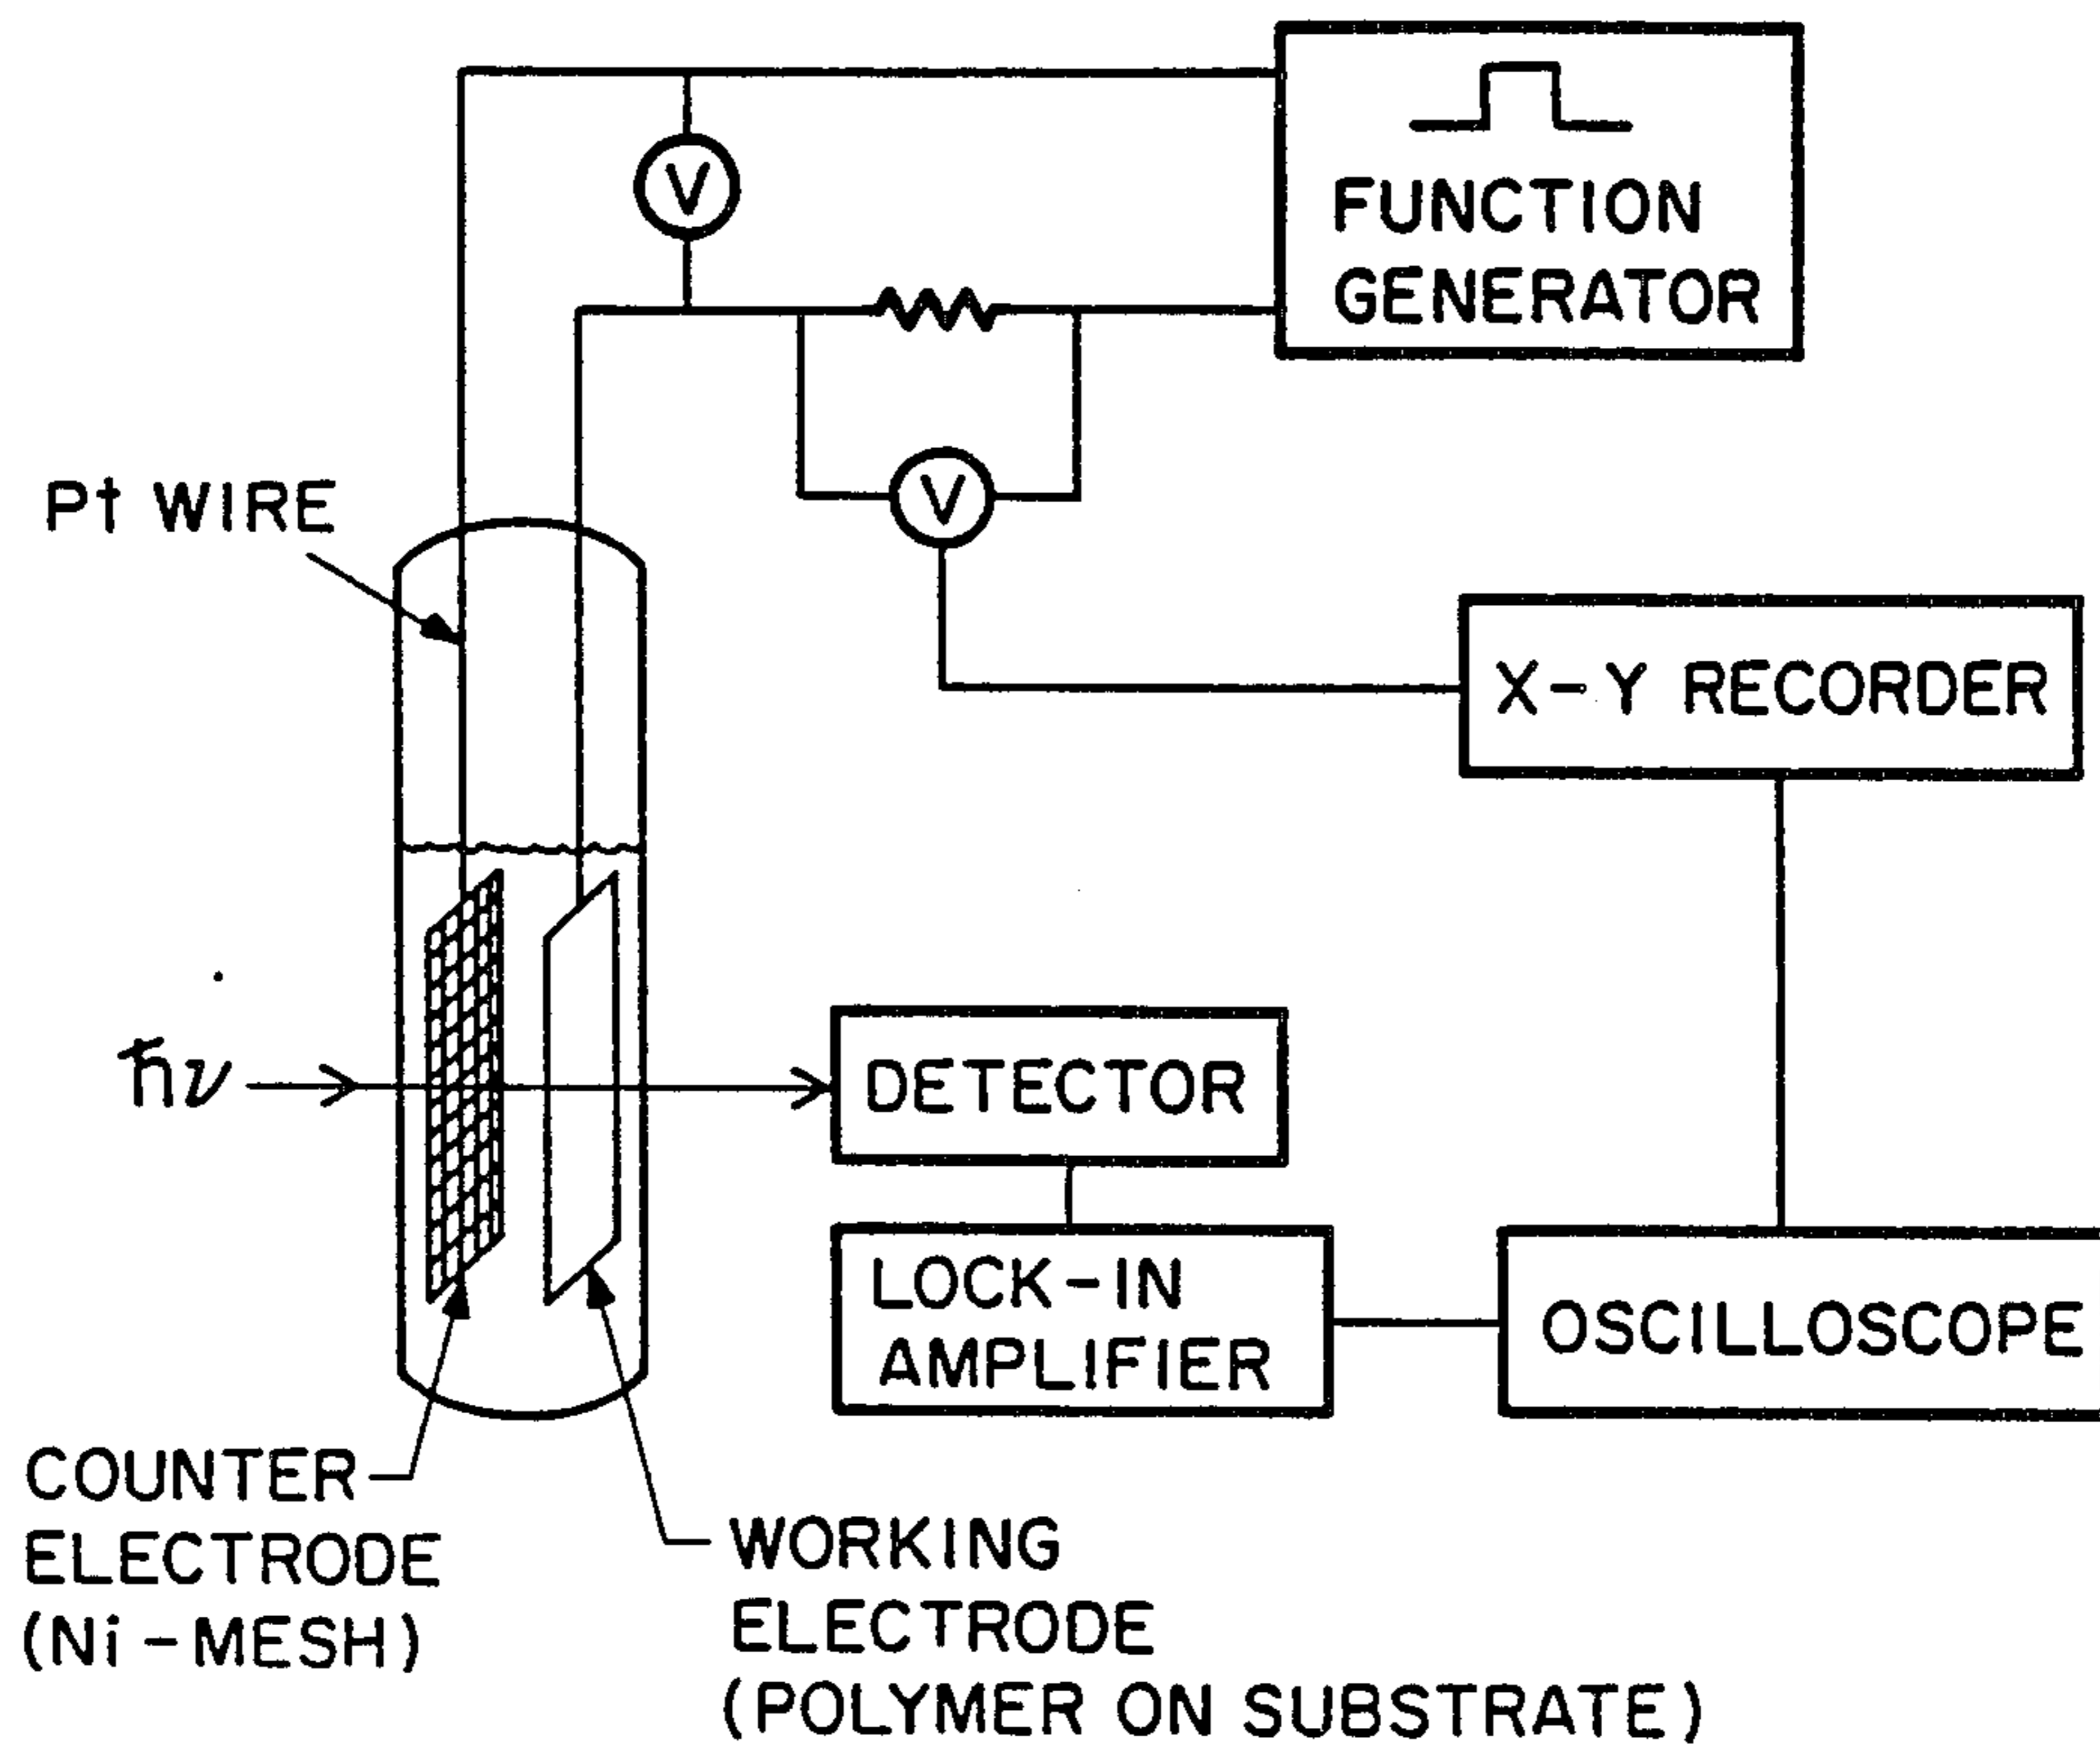 FUNCTION
GENERATOR
V
V
Pt WIRE
X-Y RECORDER
ħν
DETECTOR
LOCK-IN
AMPLIFIER
OSCILLOSCOPE
COUNTER
ELECTRODE
(Ni-MESH)
WORKING
ELECTRODE
(POLYMER ON SUBSTRATE)